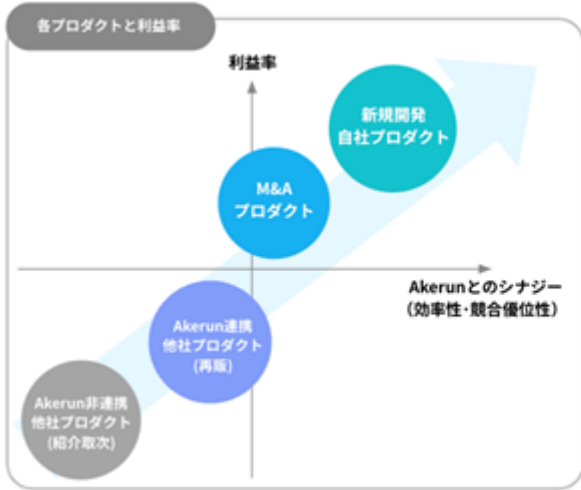 各プロダクトと利益率
利益率
新規開発
自社プロダクト
M&A
プロダクト
Akerunとのシナジー
（効率性･競合優位性）
Akerun連携
他社プロダクト
(再販)
Akerun非連携
他社プロダクト
(紹介取次)